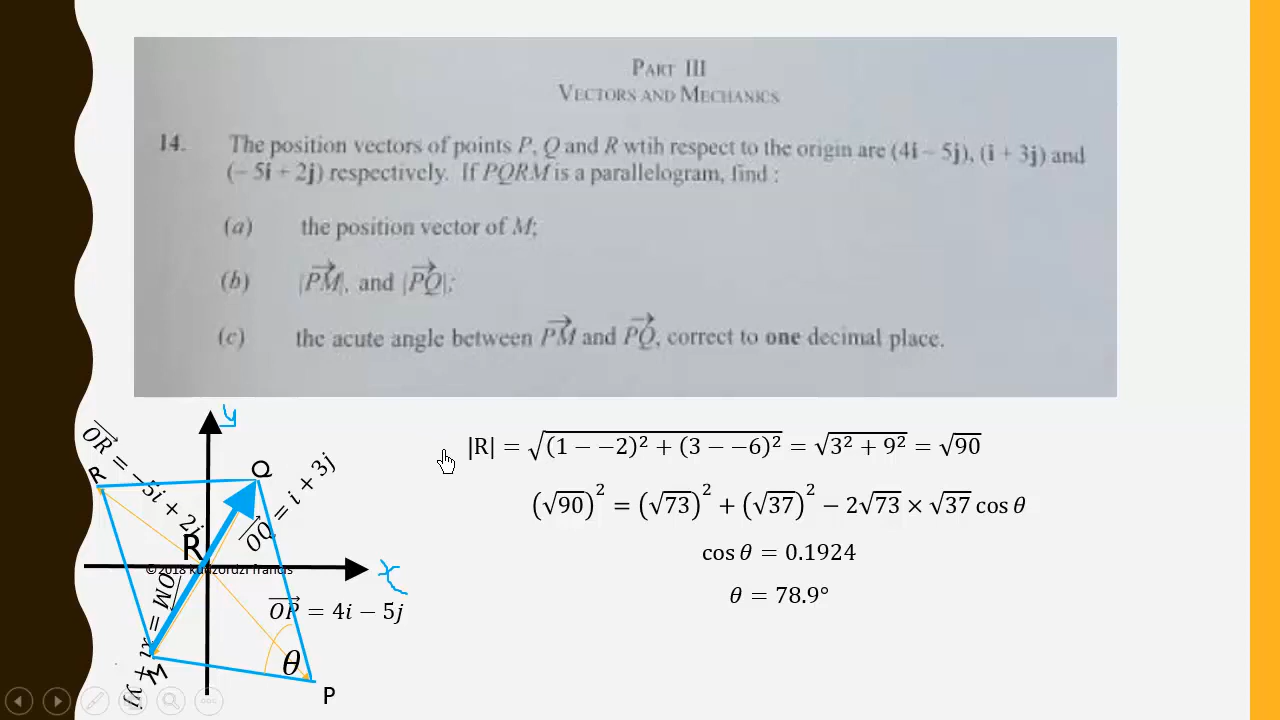 PART III
VECTORS AND MECHANICS
14. The position vectors of points P, Q and R wtih respect to the origin are (4i – 5j), (i + 3j) and
(– 5i + 2j) respectively. If PQRM is a parallelogram, find :
(a) the position vector of M;
(b) |PM⃗|, and |PQ⃗|;
(c) the acute angle between PM⃗ and PQ⃗, correct to one decimal place.
y
OR⃗ = −5i + 2j
R
Q
OQ⃗ = i + 3j
R
©2018 kudzordzi francis
x
OM⃗ = xi + yj
OP⃗ = 4i − 5j
θ
M
P
|R| = √((1 − −2)² + (3 − −6)²) = √(3² + 9²) = √90
(√90)² = (√73)² + (√37)² − 2√73 × √37 cos θ
cos θ = 0.1924
θ = 78.9°